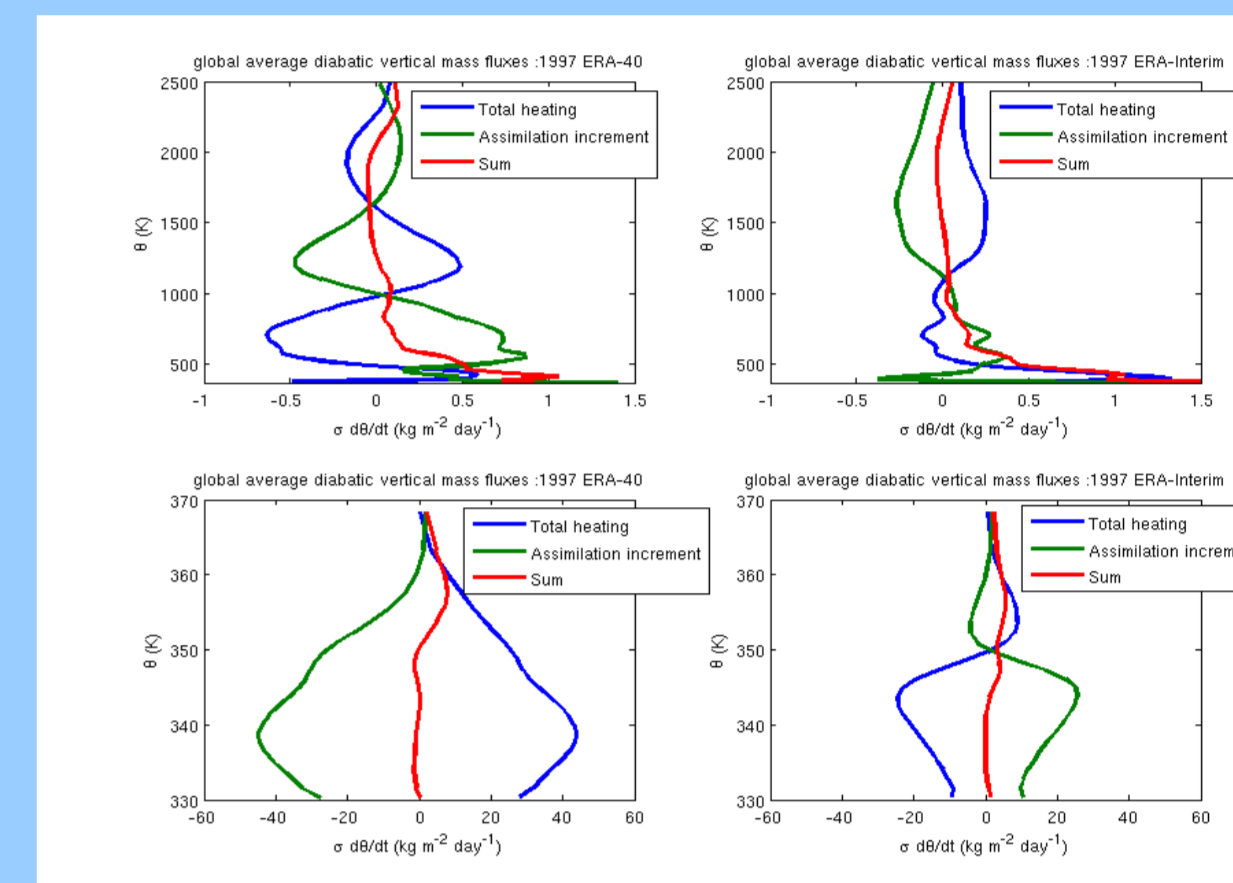 global average diabatic vertical mass fluxes :1997 ERA-40
2500
2000
1500
1000
500
θ (K)
Total heating
Assimilation increment
Sum
-1 -0.5 0 0.5 1 1.5
σ dθ/dt (kg m⁻² day⁻¹)
global average diabatic vertical mass fluxes :1997 ERA-Interim
2500
2000
1500
1000
500
θ (K)
Total heating
Assimilation increment
Sum
-1 -0.5 0 0.5 1 1.5
σ dθ/dt (kg m⁻² day⁻¹)
global average diabatic vertical mass fluxes :1997 ERA-40
370
360
350
340
330
θ (K)
Total heating
Assimilation increment
Sum
-60 -40 -20 0 20 40 60
σ dθ/dt (kg m⁻² day⁻¹)
global average diabatic vertical mass fluxes :1997 ERA-Interim
370
360
350
340
330
θ (K)
Total heating
Assimilation increm
Sum
-60 -40 -20 0 20 40 60
σ dθ/dt (kg m⁻² day⁻¹)